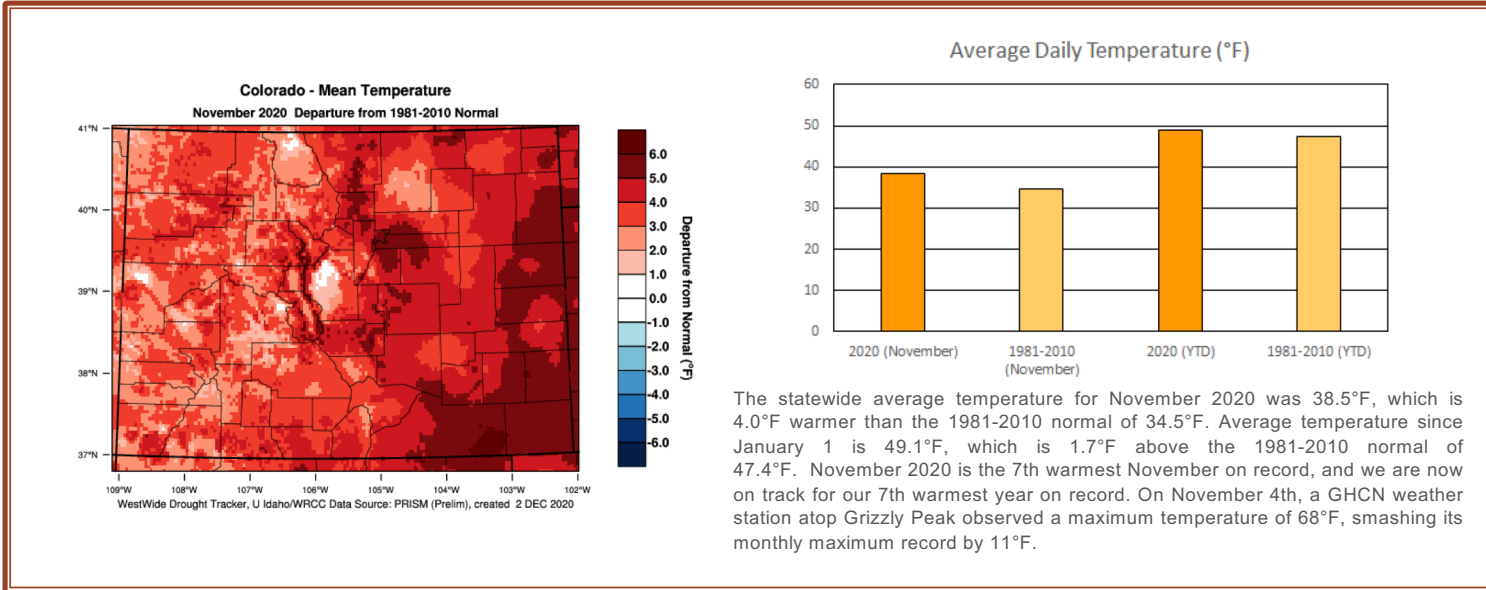 Colorado - Mean Temperature
November 2020 Departure from 1981-2010 Normal
41°N
40°N
39°N
38°N
37°N
109°W 108°W 107°W 106°W 105°W 104°W 103°W 102°W
6.0
5.0
4.0
3.0
2.0
1.0
0.0
-1.0
-2.0
-3.0
-4.0
-5.0
-6.0
Departure from Normal (°F)
WestWide Drought Tracker, U Idaho/WRCC Data Source: PRISM (Prelim), created 2 DEC 2020
Average Daily Temperature (°F)
60
50
40
30
20
10
0
2020 (November) 1981-2010 2020 (YTD) 1981-2010 (YTD)
(November)
The statewide average temperature for November 2020 was 38.5°F, which is
4.0°F warmer than the 1981-2010 normal of 34.5°F. Average temperature since
January 1 is 49.1°F, which is 1.7°F above the 1981-2010 normal of
47.4°F. November 2020 is the 7th warmest November on record, and we are now
on track for our 7th warmest year on record. On November 4th, a GHCN weather
station atop Grizzly Peak observed a maximum temperature of 68°F, smashing its
monthly maximum record by 11°F.